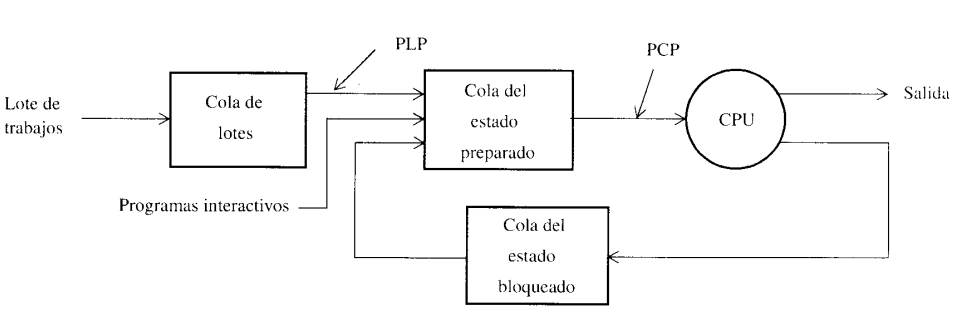 PLP
PCP
Lote de
trabajos
Cola de
lotes
Cola del
estado
preparado
CPU
Salida
Programas interactivos
Cola del
estado
bloqueado